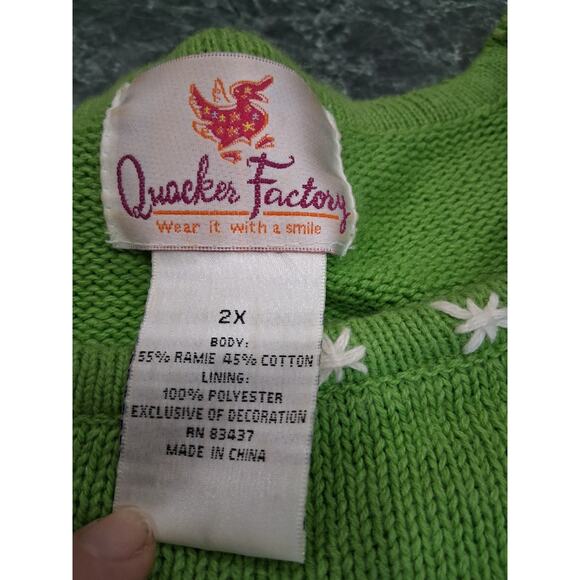 Quacker Factory
Wear it with a smile
2X
BODY:
55% RAMIE 45% COTTON
LINING:
100% POLYESTER
EXCLUSIVE OF DECORATION
RN 83437
MADE IN CHINA